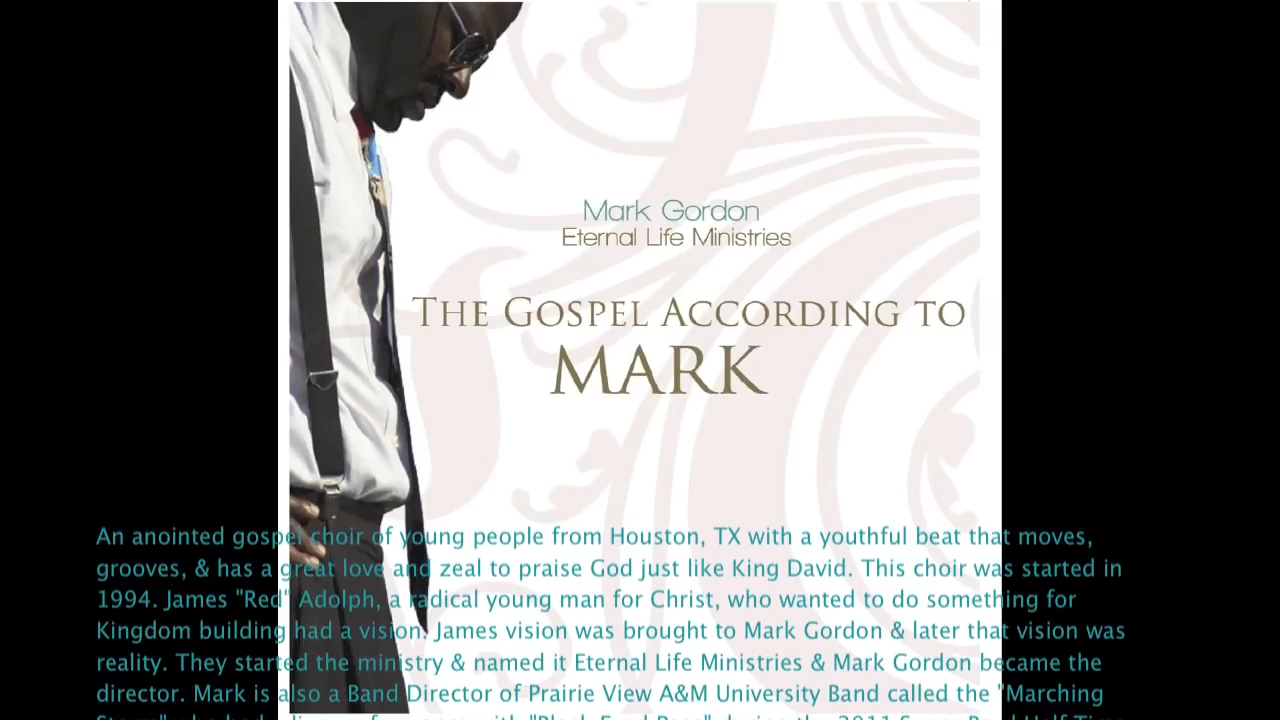 Mark Gordon
Eternal Life Ministries
THE GOSPEL ACCORDING TO
MARK
An anointed gospel choir of young people from Houston, TX with a youthful beat that moves,
grooves, & has a great love and zeal to praise God just like King David. This choir was started in
1994. James "Red" Adolph, a radical young man for Christ, who wanted to do something for
Kingdom building had a vision. James vision was brought to Mark Gordon & later that vision was
reality. They started the ministry & named it Eternal Life Ministries & Mark Gordon became the
director. Mark is also a Band Director of Prairie View A&M University Band called the "Marching